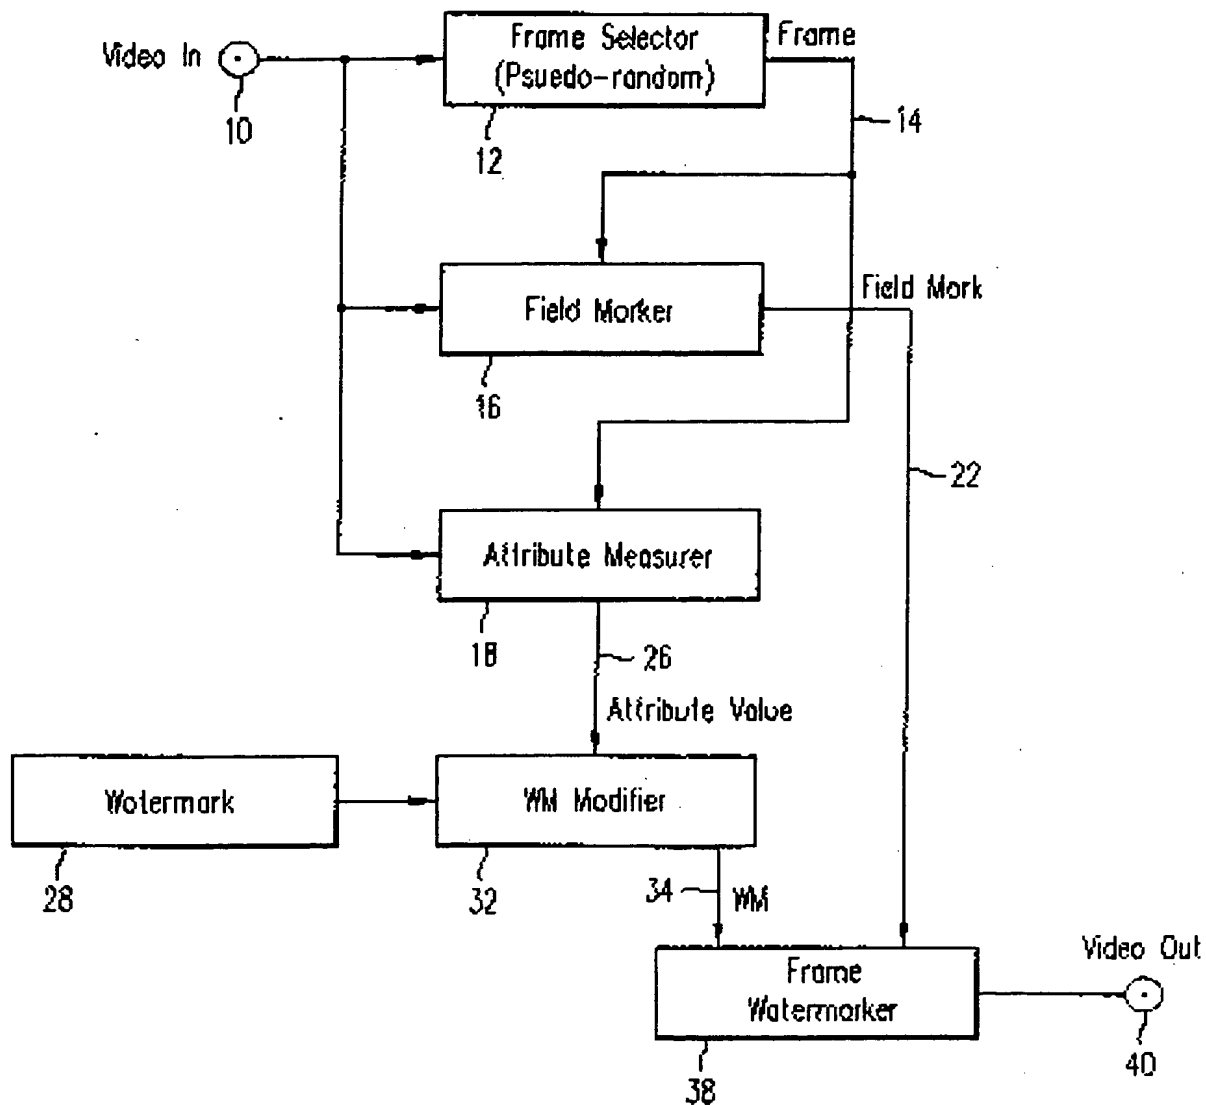 Video In
10
Frame Selector
(Psuedo-random)
12
Frame
14
Field Marker
16
Field Mark
22
Attribute Measurer
18
26
Attribute Value
Watermark
28
WM Modifier
32
34
WM
Frame
Watermarker
38
Video Out
40